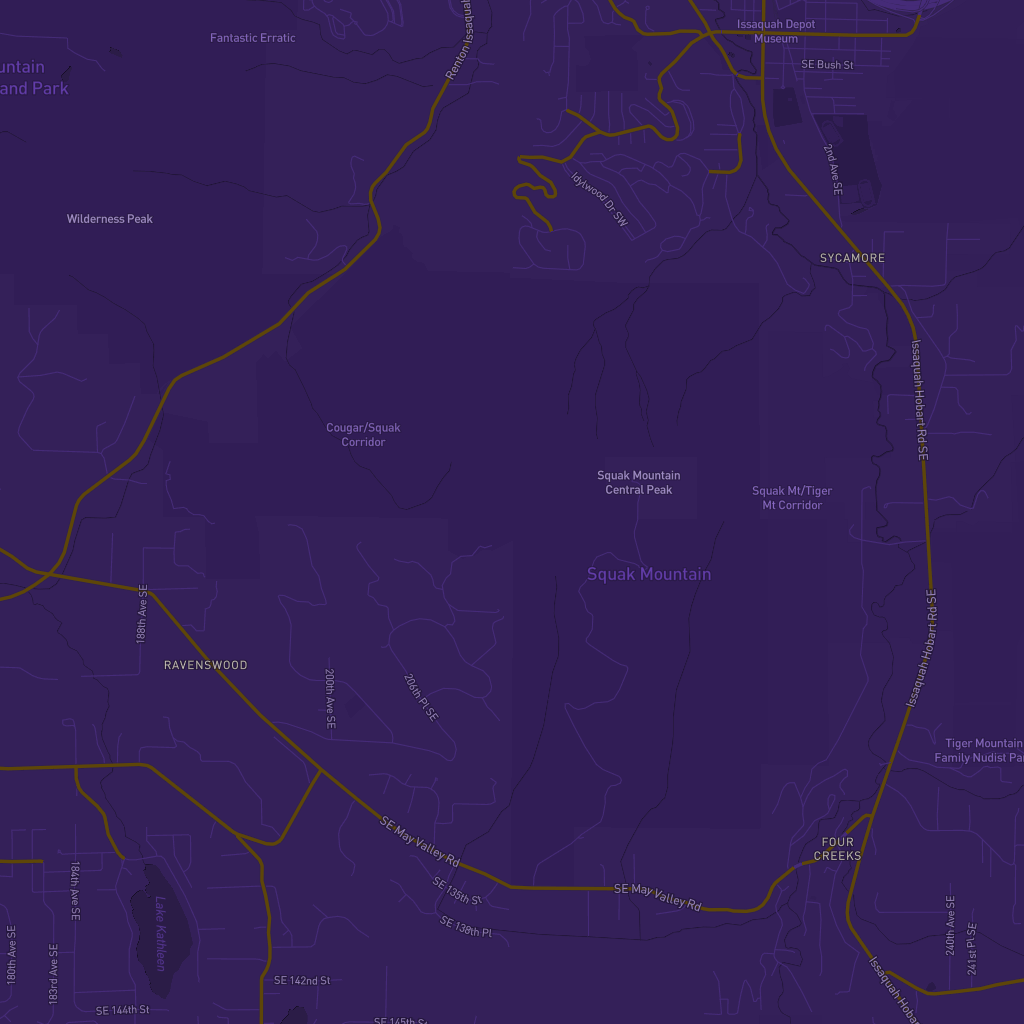 Fantastic Erratic
Issaquah Depot
Museum
SE Bush St
and Park
Renton Issaquah
2nd Ave SE
Idylwood Dr SW
Wilderness Peak
SYCAMORE
Issaquah Hobart Rd SE
Cougar/Squak
Corridor
Squak Mountain
Central Peak
Squak Mt/Tiger
Mt Corridor
Squak Mountain
188th Ave SE
Issaquah Hobart Rd SE
RAVENSWOOD
200th Ave SE
206th Pl SE
Tiger Mountain
Family Nudist Par
SE May Valley Rd
FOUR
CREEKS
184th Ave SE
SE 135th St
SE May Valley Rd
SE 138th Pl
Lake Kathleen
180th Ave SE
183rd Ave SE
240th Ave SE
241st Pl SE
SE 142nd St
Issaquah Hobar
SE 144th St
SE 145th St